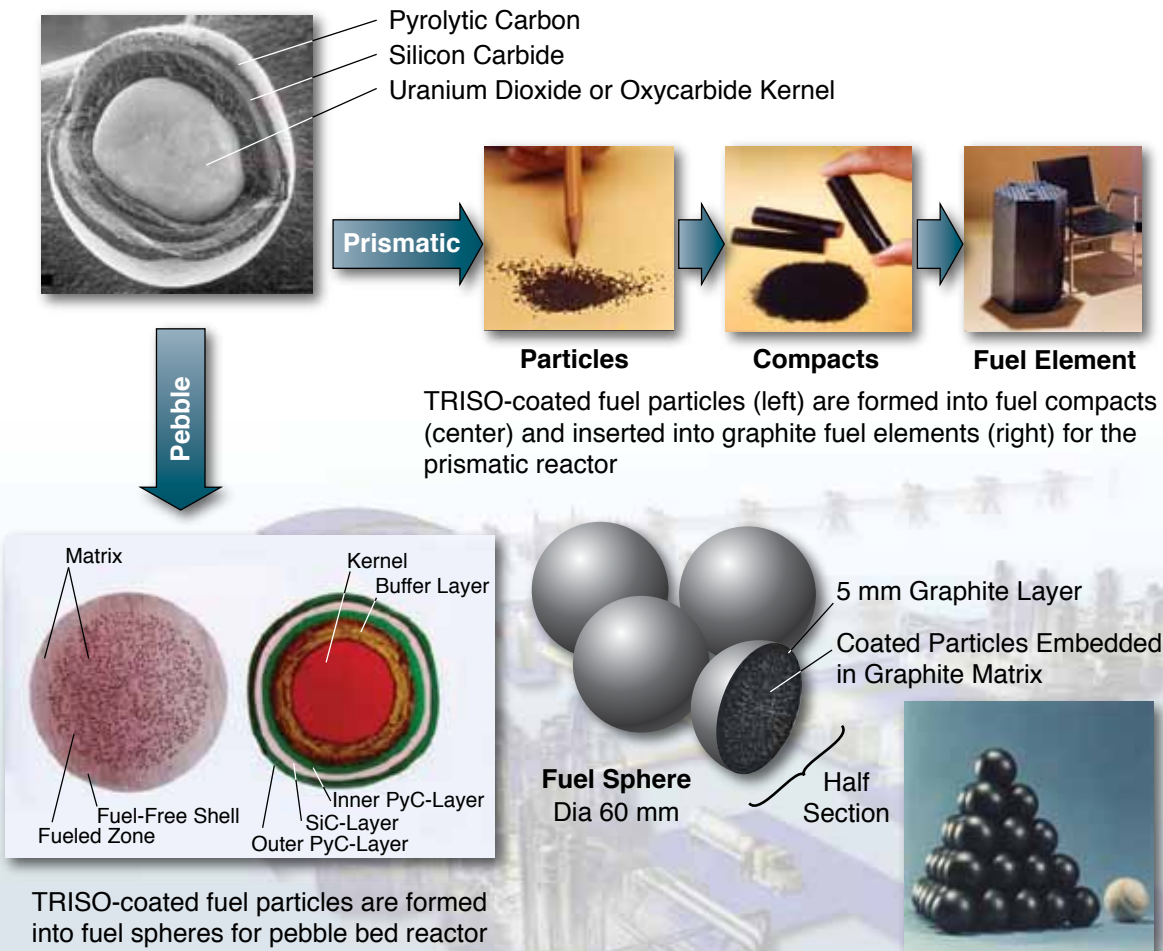 Pyrolytic Carbon
Silicon Carbide
Uranium Dioxide or Oxycarbide Kernel
Prismatic
Particles
Compacts
Fuel Element
TRISO-coated fuel particles (left) are formed into fuel compacts
(center) and inserted into graphite fuel elements (right) for the
prismatic reactor
Pebble
Matrix
Fuel-Free Shell
Fueled Zone
Kernel
Buffer Layer
Inner PyC-Layer
SiC-Layer
Outer PyC-Layer
5 mm Graphite Layer
Coated Particles Embedded
in Graphite Matrix
Fuel Sphere
Dia 60 mm
Half
Section
TRISO-coated fuel particles are formed
into fuel spheres for pebble bed reactor